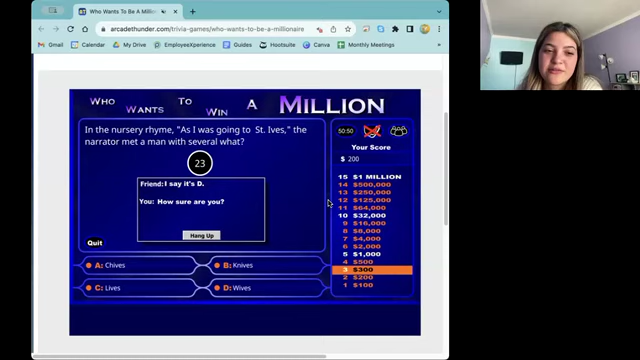 Who Wants To Be A Millio
arcadethunder.com/trivia-games/who-wants-to-be-a-millionaire
Gmail Calendar My Drive EmployeeXperience Guides Hootsuite Canva Monthly Meetings
WHO WANTS TO WIN A MILLION
In the nursery rhyme, "As I was going to St. Ives," the
narrator met a man with several what?
23
Friend: I say it's D.
You: How sure are you?
Hang Up
Quit
A: Chives
B: Knives
C: Lives
D: Wives
50:50
Your Score
$ 200
15 $1 MILLION
14 $500,000
13 $250,000
12 $125,000
11 $64,000
10 $32,000
9 $16,000
8 $8,000
7 $4,000
6 $2,000
5 $1,000
4 $500
3 $300
2 $200
1 $100